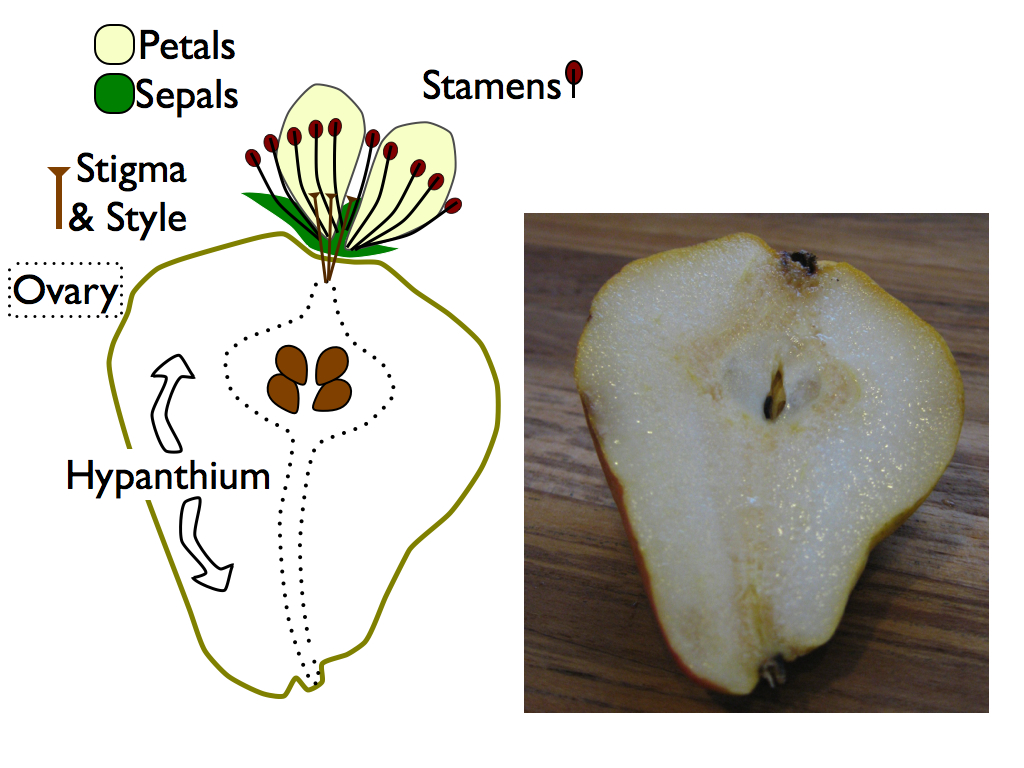 Petals
Sepals
Stamens
Stigma
& Style
Ovary
Hypanthium